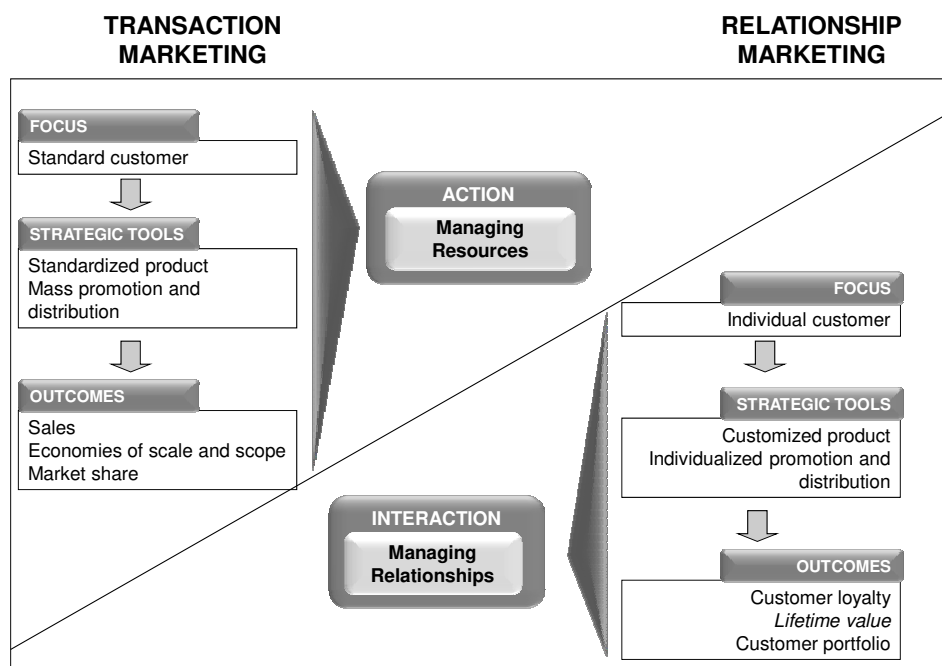 TRANSACTION
MARKETING
RELATIONSHIP
MARKETING
FOCUS
Standard customer
STRATEGIC TOOLS
Standardized product
Mass promotion and
distribution
OUTCOMES
Sales
Economies of scale and scope
Market share
ACTION
Managing
Resources
INTERACTION
Managing
Relationships
FOCUS
Individual customer
STRATEGIC TOOLS
Customized product
Individualized promotion and
distribution
OUTCOMES
Customer loyalty
Lifetime value
Customer portfolio